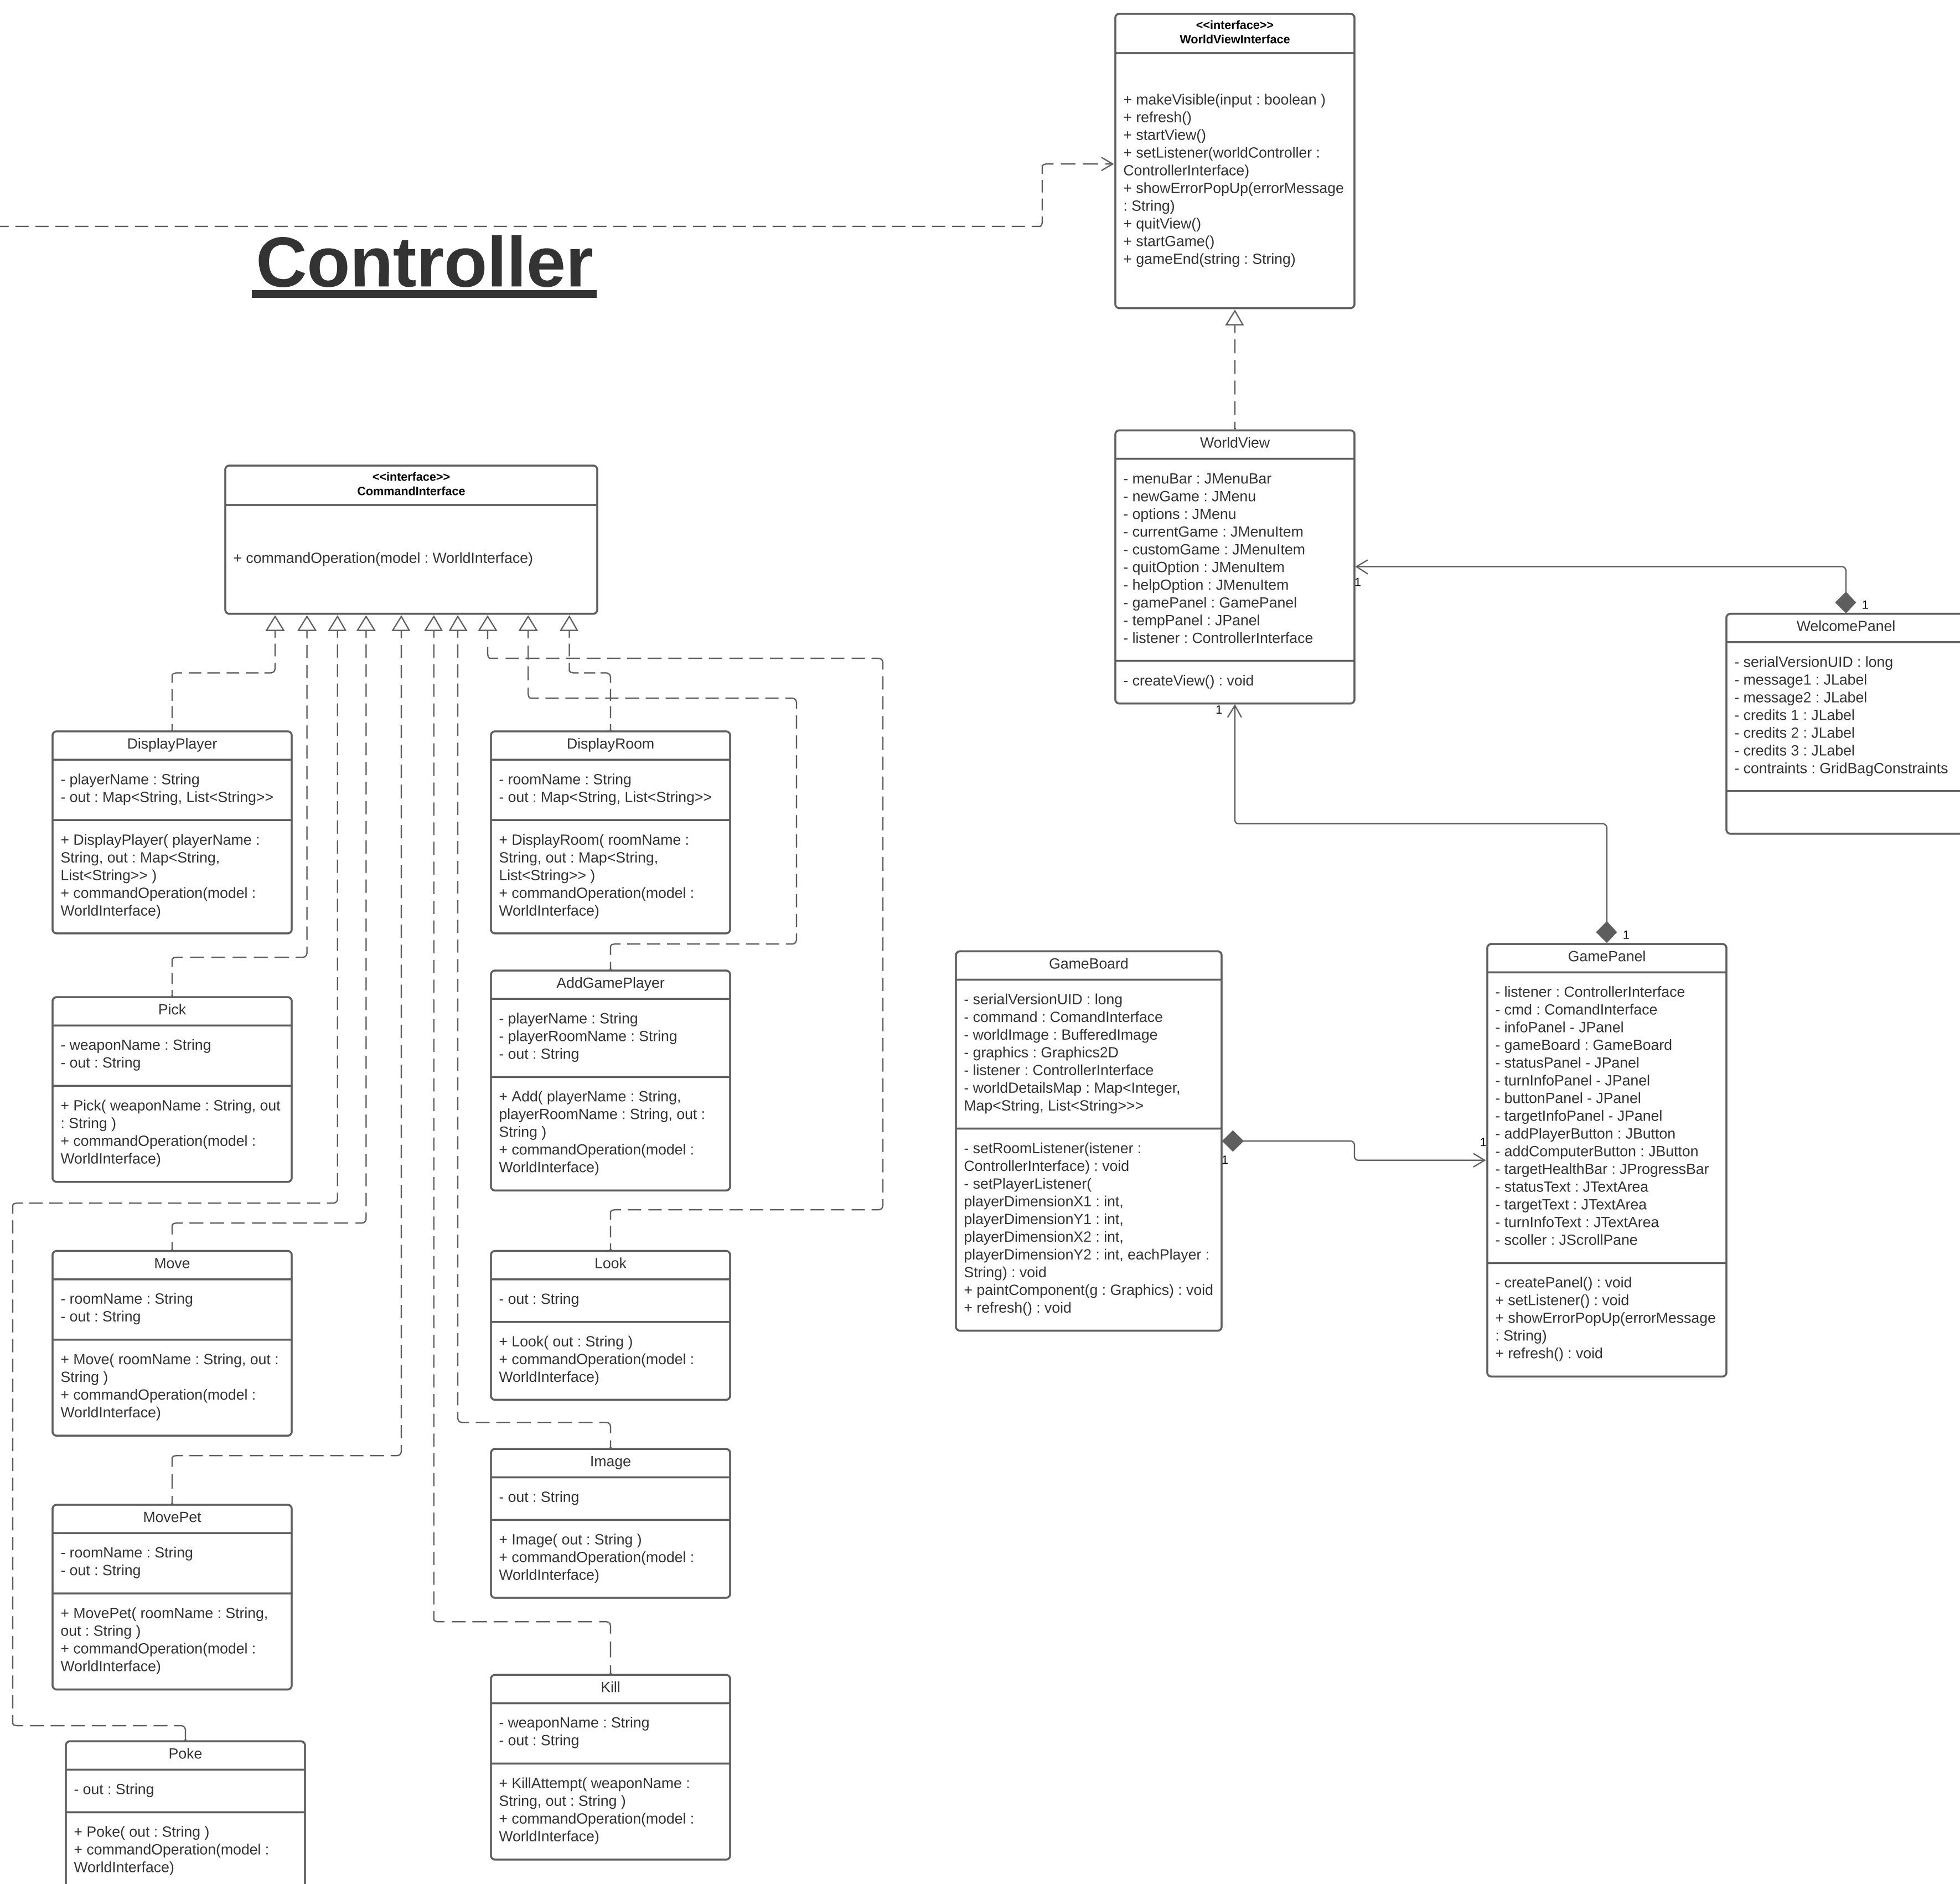 <<interface>>
WorldViewInterface
+ makeVisible(input : boolean )
+ refresh()
+ startView()
+ setListener(worldController :
ControllerInterface)
+ showErrorPopUp(errorMessage
: String)
+ quitView()
+ startGame()
+ gameEnd(string : String)
Controller
<<interface>>
CommandInterface
+ commandOperation(model : WorldInterface)
WorldView
- menuBar : JMenuBar
- newGame : JMenu
- options : JMenu
- currentGame : JMenuItem
- customGame : JMenuItem
- quitOption : JMenuItem
- helpOption : JMenuItem
- gamePanel : GamePanel
- tempPanel : JPanel
- listener : ControllerInterface
- createView() : void
1
1
1
WelcomePanel
- serialVersionUID : long
- message1 : JLabel
- message2 : JLabel
- credits 1 : JLabel
- credits 2 : JLabel
- credits 3 : JLabel
- contraints : GridBagConstraints
DisplayPlayer
- playerName : String
- out : Map<String, List<String>>
+ DisplayPlayer( playerName :
String, out : Map<String,
List<String>> )
+ commandOperation(model :
WorldInterface)
DisplayRoom
- roomName : String
- out : Map<String, List<String>>
+ DisplayRoom( roomName :
String, out : Map<String,
List<String>> )
+ commandOperation(model :
WorldInterface)
Pick
- weaponName : String
- out : String
+ Pick( weaponName : String, out
: String )
+ commandOperation(model :
WorldInterface)
AddGamePlayer
- playerName : String
- playerRoomName : String
- out : String
+ Add( playerName : String,
playerRoomName : String, out :
String )
+ commandOperation(model :
WorldInterface)
GameBoard
- serialVersionUID : long
- command : ComandInterface
- worldImage : BufferedImage
- graphics : Graphics2D
- listener : ControllerInterface
- worldDetailsMap : Map<Integer,
Map<String, List<String>>>
- setRoomListener(istener :
ControllerInterface) : void
- setPlayerListener(
playerDimensionX1 : int,
playerDimensionY1 : int,
playerDimensionX2 : int,
playerDimensionY2 : int, eachPlayer :
String) : void
+ paintComponent(g : Graphics) : void
+ refresh() : void
1
1
1
GamePanel
- listener : ControllerInterface
- cmd : ComandInterface
- infoPanel - JPanel
- gameBoard : GameBoard
- statusPanel - JPanel
- turnInfoPanel - JPanel
- buttonPanel - JPanel
- targetInfoPanel - JPanel
- addPlayerButton : JButton
- addComputerButton : JButton
- targetHealthBar : JProgressBar
- statusText : JTextArea
- targetText : JTextArea
- turnInfoText : JTextArea
- scoller : JScrollPane
- createPanel() : void
+ setListener() : void
+ showErrorPopUp(errorMessage
: String)
+ refresh() : void
Move
- roomName : String
- out : String
+ Move( roomName : String, out :
String )
+ commandOperation(model :
WorldInterface)
Look
- out : String
+ Look( out : String )
+ commandOperation(model :
WorldInterface)
MovePet
- roomName : String
- out : String
+ MovePet( roomName : String,
out : String )
+ commandOperation(model :
WorldInterface)
Image
- out : String
+ Image( out : String )
+ commandOperation(model :
WorldInterface)
Poke
- out : String
+ Poke( out : String )
+ commandOperation(model :
WorldInterface)
Kill
- weaponName : String
- out : String
+ KillAttempt( weaponName :
String, out : String )
+ commandOperation(model :
WorldInterface)